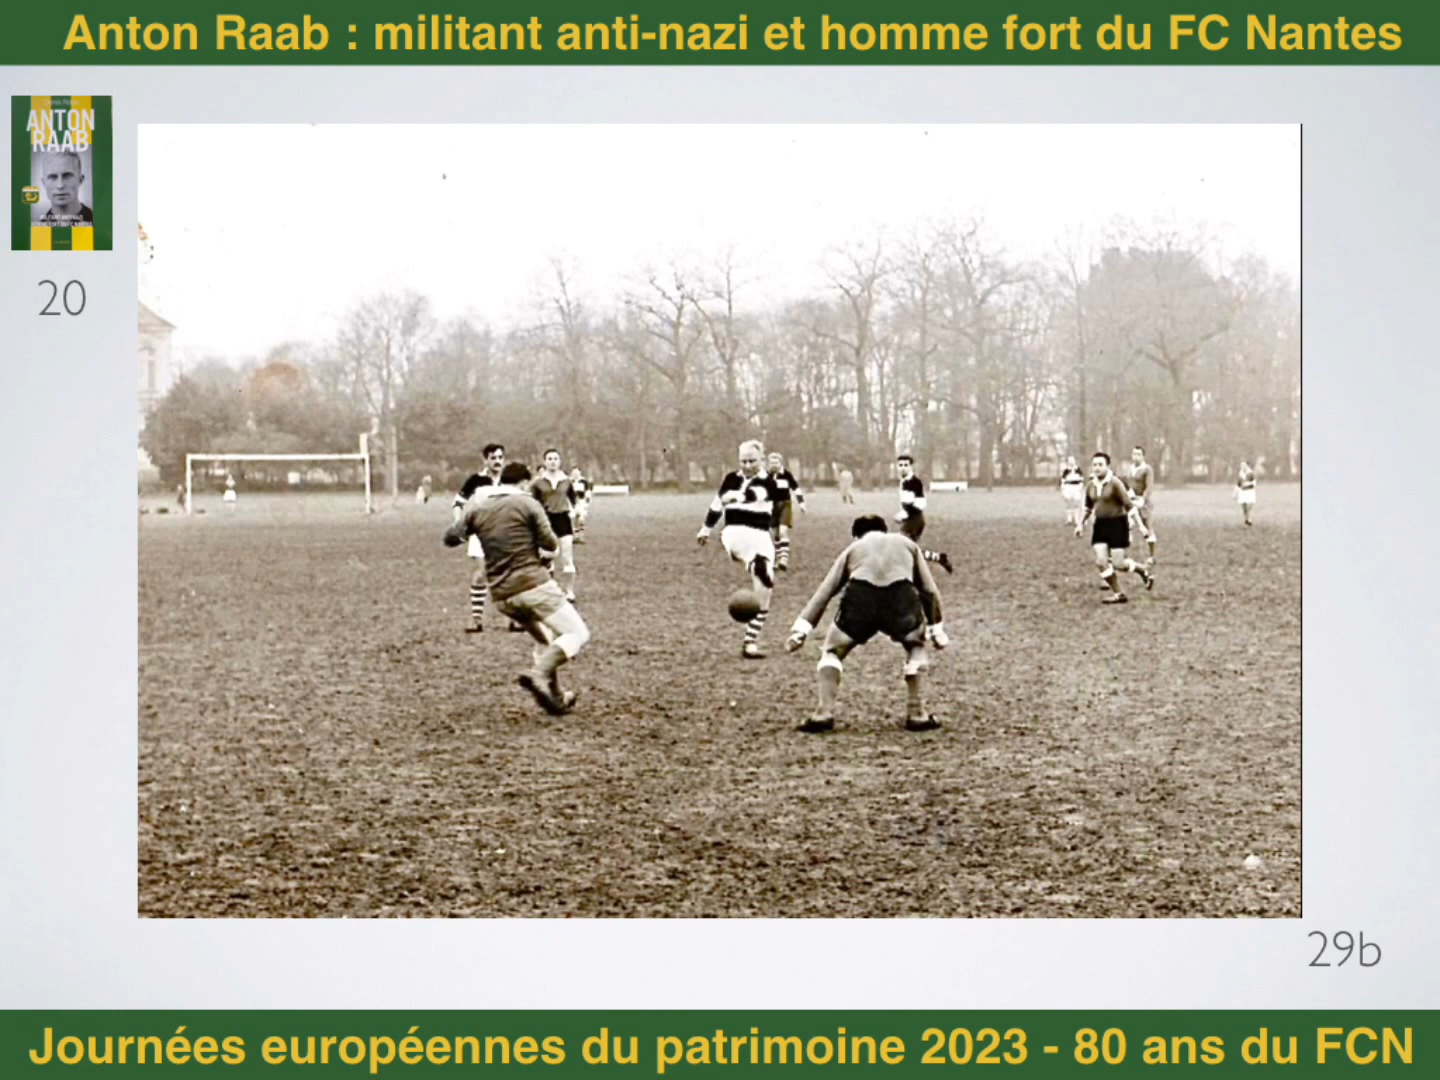 Anton Raab : militant anti-nazi et homme fort du FC Nantes
ANTON
RAAB
20
29b
Journées européennes du patrimoine 2023 - 80 ans du FCN